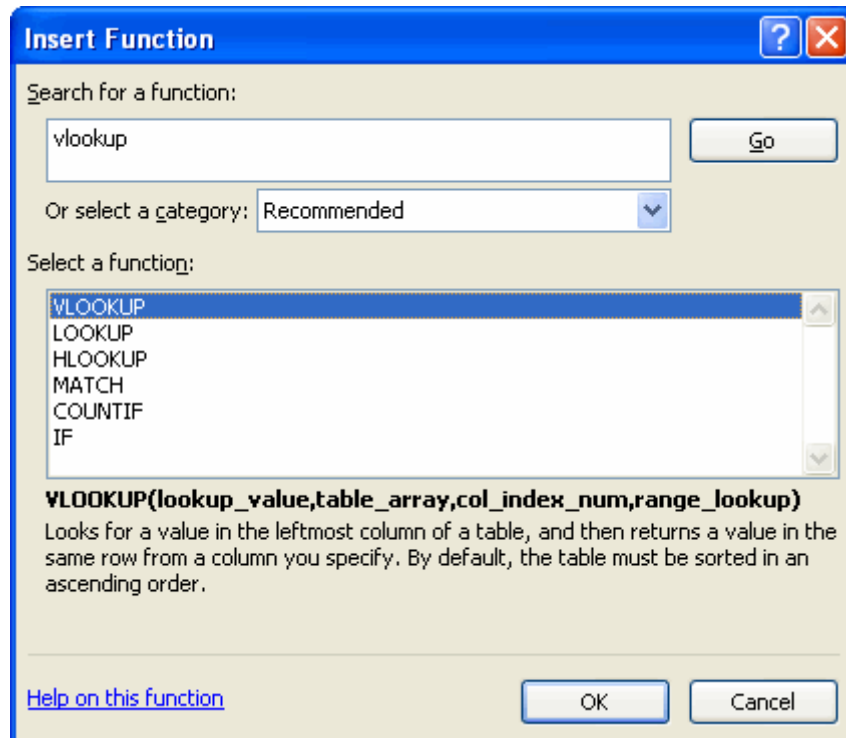 Insert Function
Search for a function:
vlookup
Go
Or select a category: Recommended
Select a function:
VLOOKUP
LOOKUP
HLOOKUP
MATCH
COUNTIF
IF
VLOOKUP(lookup_value,table_array,col_index_num,range_lookup)
Looks for a value in the leftmost column of a table, and then returns a value in the
same row from a column you specify. By default, the table must be sorted in an
ascending order.
Help on this function
OK
Cancel